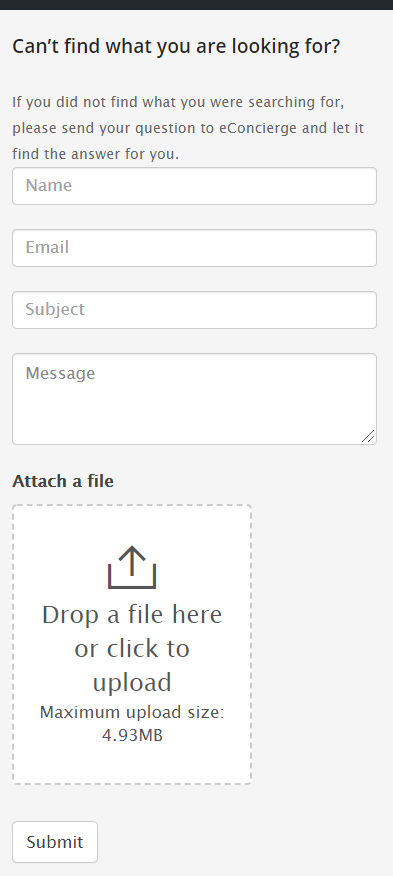 Can’t find what you are looking for?
If you did not find what you were searching for,
please send your question to eConcierge and let it
find the answer for you.
Name
Email
Subject
Message
Attach a file
Drop a file here
or click to
upload
Maximum upload size:
4.93MB
Submit